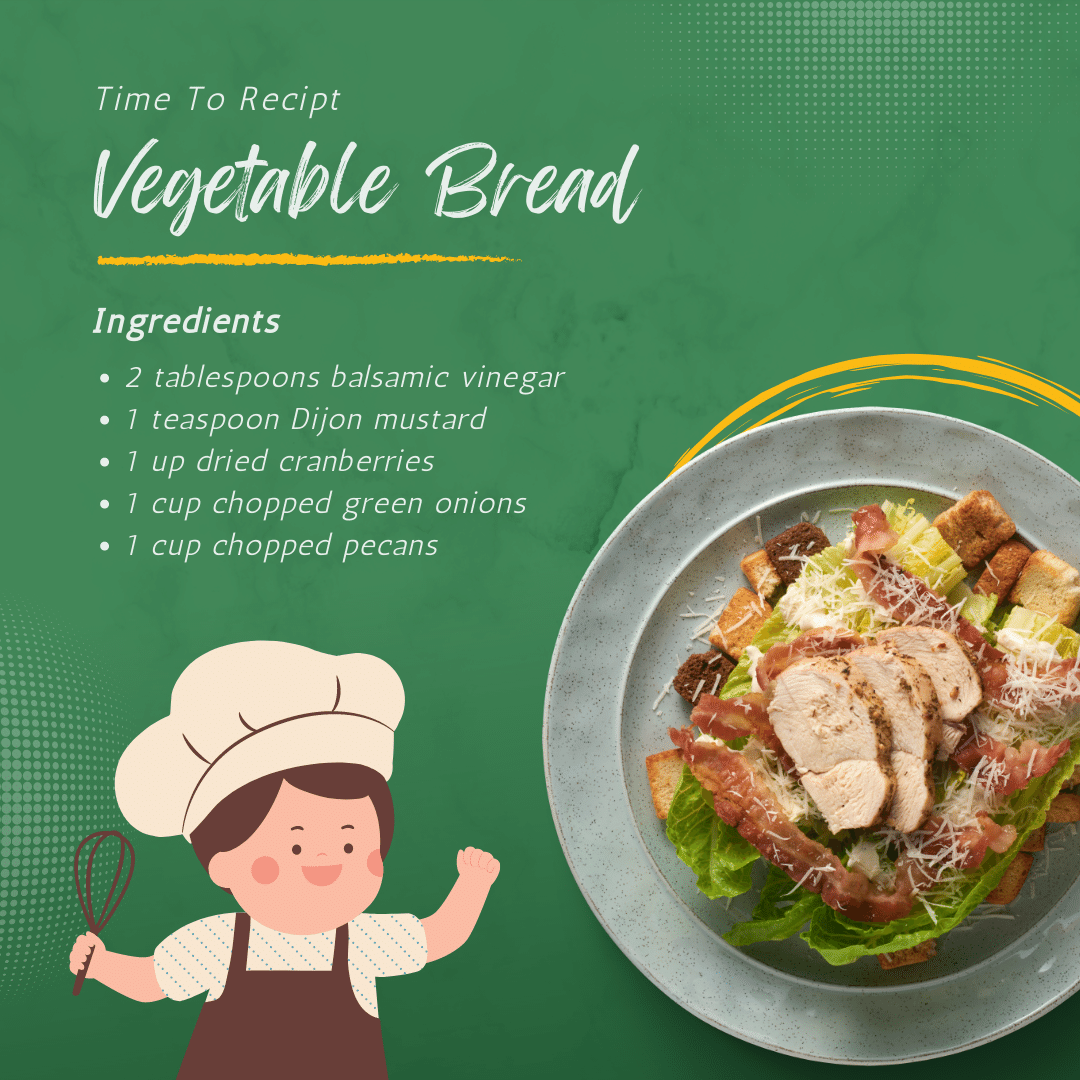 Time To Recipt
Vegetable Bread
Ingredients
• 2 tablespoons balsamic vinegar
• 1 teaspoon Dijon mustard
• 1 up dried cranberries
• 1 cup chopped green onions
• 1 cup chopped pecans